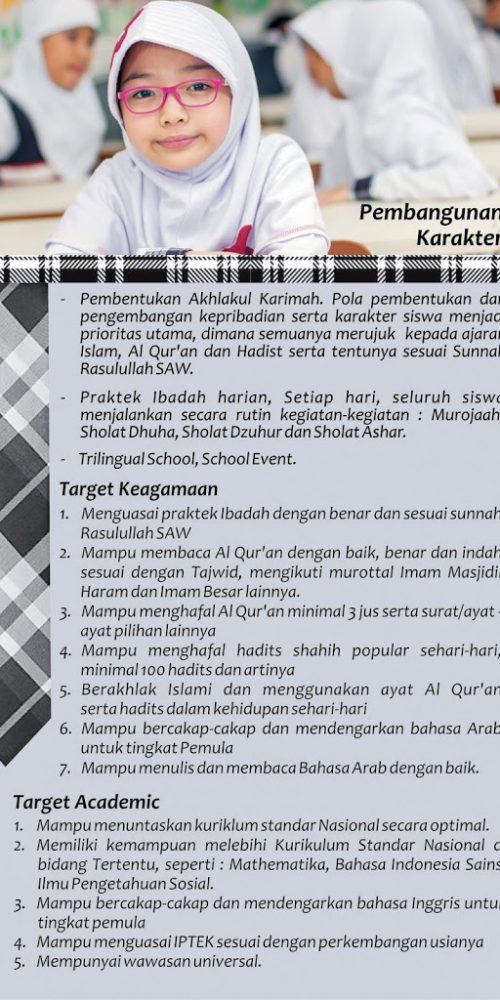 Pembangunan
Karakter
- Pembentukan Akhlakul Karimah. Pola pembentukan dan
pengembangan kepribadian serta karakter siswa menjad
prioritas utama, dimana semuanya merujuk kepada ajaran
Islam, Al Qur'an dan Hadist serta tentunya sesuai Sunnah
Rasulullah SAW.
- Praktek Ibadah harian, Setiap hari, seluruh siswa
menjalankan secara rutin kegiatan-kegiatan : Murojaah
Sholat Dhuha, Sholat Dzuhur dan Sholat Ashar.
- Trilingual School, School Event.
Target Keagamaan
1. Menguasai praktek Ibadah dengan benar dan sesuai sunnah
Rasulullah SAW
2. Mampu membaca Al Qur'an dengan baik, benar dan indah
sesuai dengan Tajwid, mengikuti murottal Imam Masjidil
Haram dan Imam Besar lainnya.
3. Mampu menghafal Al Qur'an minimal 3 jus serta surat/ayat -
ayat pilihan lainnya
4. Mampu menghafal hadits shahih popular sehari-hari,
minimal 100 hadits dan artinya
5. Berakhlak Islami dan menggunakan ayat Al Qur'an
serta hadits dalam kehidupan sehari-hari
6. Mampu bercakap-cakap dan mendengarkan bahasa Arab
untuk tingkat Pemula
7. Mampu menulis dan membaca Bahasa Arab dengan baik.
Target Academic
1. Mampu menuntaskan kuriklum standar Nasional secara optimal.
2. Memiliki kemampuan melebihi Kurikulum Standar Nasional d
bidang Tertentu, seperti : Mathematika, Bahasa Indonesia Sains
Ilmu Pengetahuan Sosial.
3. Mampu bercakap-cakap dan mendengarkan bahasa Inggris untuk
tingkat pemula
4. Mampu menguasai IPTEK sesuai dengan perkembangan usianya
5. Mempunyai wawasan universal.